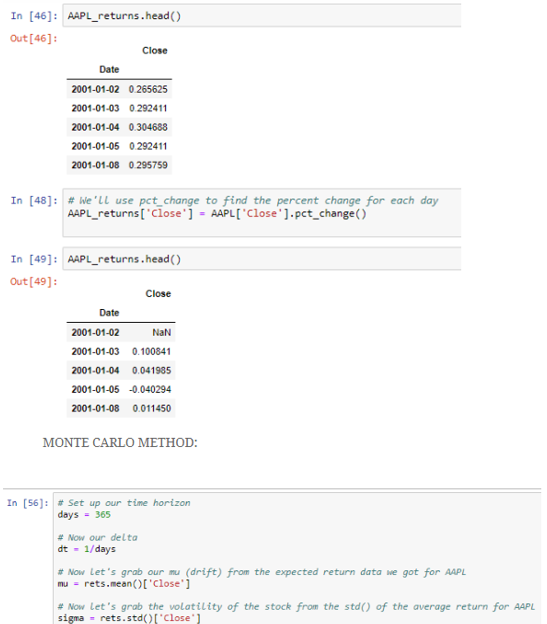 In [46]: AAPL_returns.head()
Out[46]:
Close
Date
2001-01-02 0.265625
2001-01-03 0.292411
2001-01-04 0.304688
2001-01-05 0.292411
2001-01-08 0.295759
In [48]: # We'll use pct_change to find the percent change for each day
AAPL_returns['Close'] = AAPL['Close'].pct_change()
In [49]: AAPL_returns.head()
Out[49]:
Close
Date
2001-01-02 NaN
2001-01-03 0.100841
2001-01-04 0.041985
2001-01-05 -0.040294
2001-01-08 0.011450
MONTE CARLO METHOD:
In [56]: # Set up our time horizon
days = 365
# Now our delta
dt = 1/days
# Now let's grab our mu (drift) from the expected return data we got for AAPL
mu = rets.mean()['Close']
# Now let's grab the volatility of the stock from the std() of the average return for AAPL
sigma = rets.std()['Close']